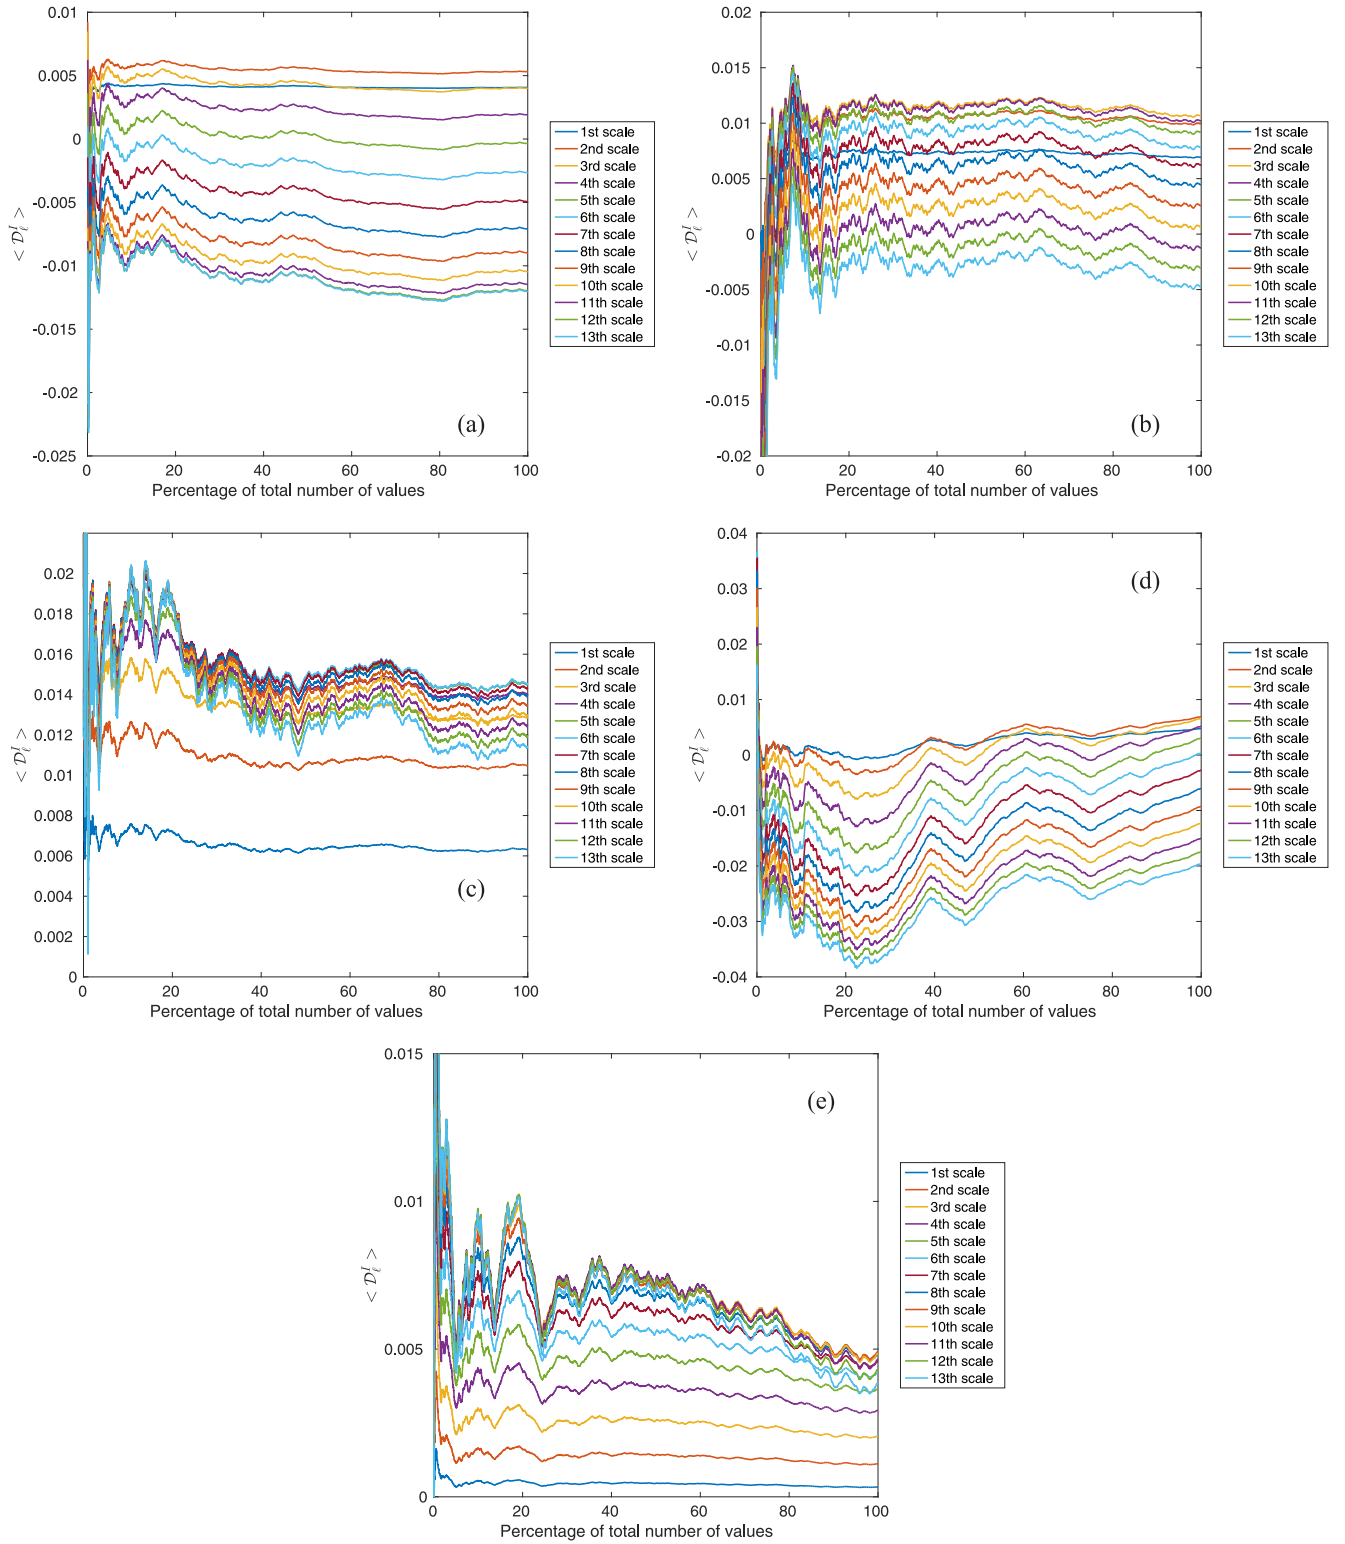 0.01
0.005
0
-0.005
-0.01
-0.015
-0.02
-0.025
0
20
40
60
80
100
< 𝒟ℓ^I >
Percentage of total number of values
(a)
1st scale
2nd scale
3rd scale
4th scale
5th scale
6th scale
7th scale
8th scale
9th scale
10th scale
11th scale
12th scale
13th scale
0.02
0.015
0.01
0.005
0
-0.005
-0.01
-0.02
0
20
40
60
80
100
< 𝒟ℓ^I >
Percentage of total number of values
(b)
1st scale
2nd scale
3rd scale
4th scale
5th scale
6th scale
7th scale
8th scale
9th scale
10th scale
11th scale
12th scale
13th scale
0.02
0.018
0.016
0.014
0.012
0.01
0.008
0.006
0.004
0.002
0
0
20
40
60
80
100
< 𝒟ℓ^I >
Percentage of total number of values
(c)
1st scale
2nd scale
3rd scale
4th scale
5th scale
6th scale
7th scale
8th scale
9th scale
10th scale
11th scale
12th scale
13th scale
0.04
0.03
0.02
0.01
0
-0.01
-0.02
-0.03
-0.04
0
20
40
60
80
100
< 𝒟ℓ^I >
Percentage of total number of values
(d)
1st scale
2nd scale
3rd scale
4th scale
5th scale
6th scale
7th scale
8th scale
9th scale
10th scale
11th scale
12th scale
13th scale
0.015
0.01
0.005
0
0
20
40
60
80
100
< 𝒟ℓ^I >
Percentage of total number of values
(e)
1st scale
2nd scale
3rd scale
4th scale
5th scale
6th scale
7th scale
8th scale
9th scale
10th scale
11th scale
12th scale
13th scale